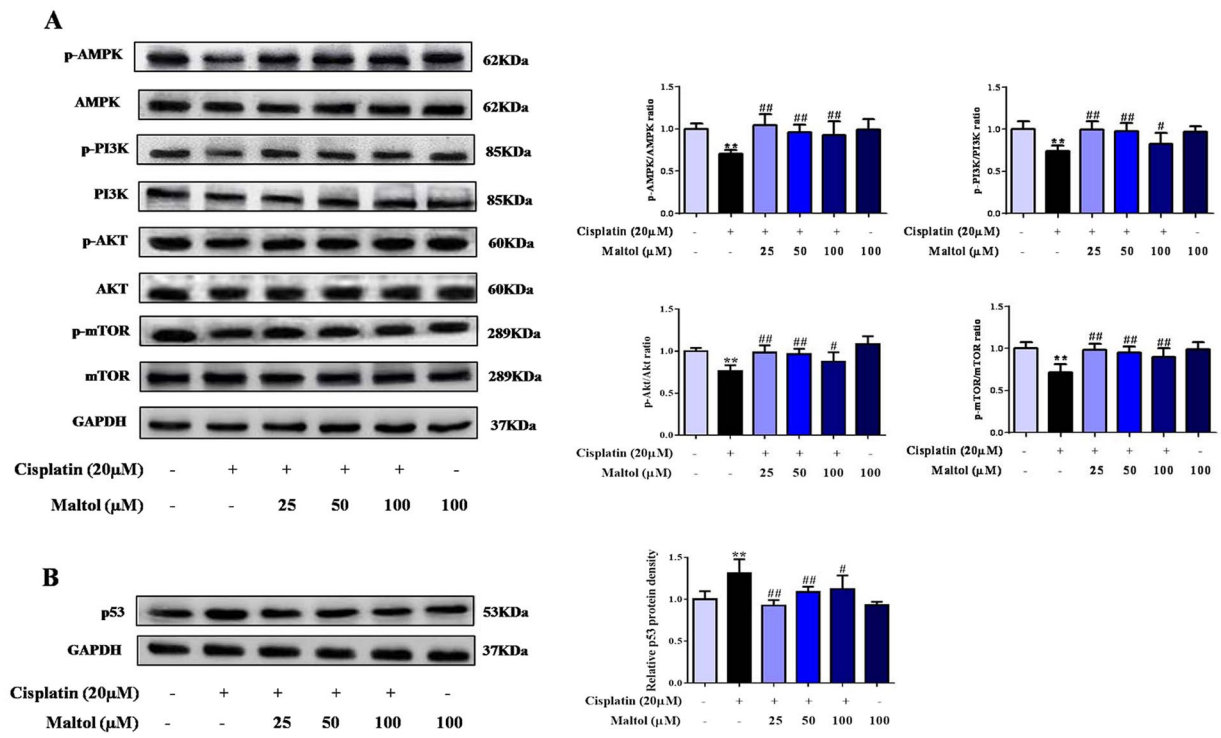 A
p-AMPK
62KDa
AMPK
62KDa
p-PI3K
85KDa
PI3K
85KDa
p-AKT
60KDa
AKT
60KDa
p-mTOR
289KDa
mTOR
289KDa
GAPDH
37KDa
Cisplatin (20μM) - + + + + -
Maltol (μM) - - 25 50 100 100
p-AMPK/AMPK ratio
1.5
1.0
0.5
0.0
** ## ## ##
Cisplatin (20μM) - + + + + -
Maltol (μM) - - 25 50 100 100
p-PI3K/PI3K ratio
1.5
1.0
0.5
0.0
** ## ## #
Cisplatin (20μM) - + + + + -
Maltol (μM) - - 25 50 100 100
p-Akt/Akt ratio
1.5
1.0
0.5
0.0
** ## ## #
Cisplatin (20μM) - + + + + -
Maltol (μM) - - 25 50 100 100
p-mTOR/mTOR ratio
1.5
1.0
0.5
0.0
** ## ## ##
Cisplatin (20μM) - + + + + -
Maltol (μM) - - 25 50 100 100
B
p53
53KDa
GAPDH
37KDa
Cisplatin (20μM) - + + + + -
Maltol (μM) - - 25 50 100 100
Relative p53 protein density
1.5
1.0
0.5
0.0
** ## ## #
Cisplatin (20μM) - + + + + -
Maltol (μM) - - 25 50 100 100